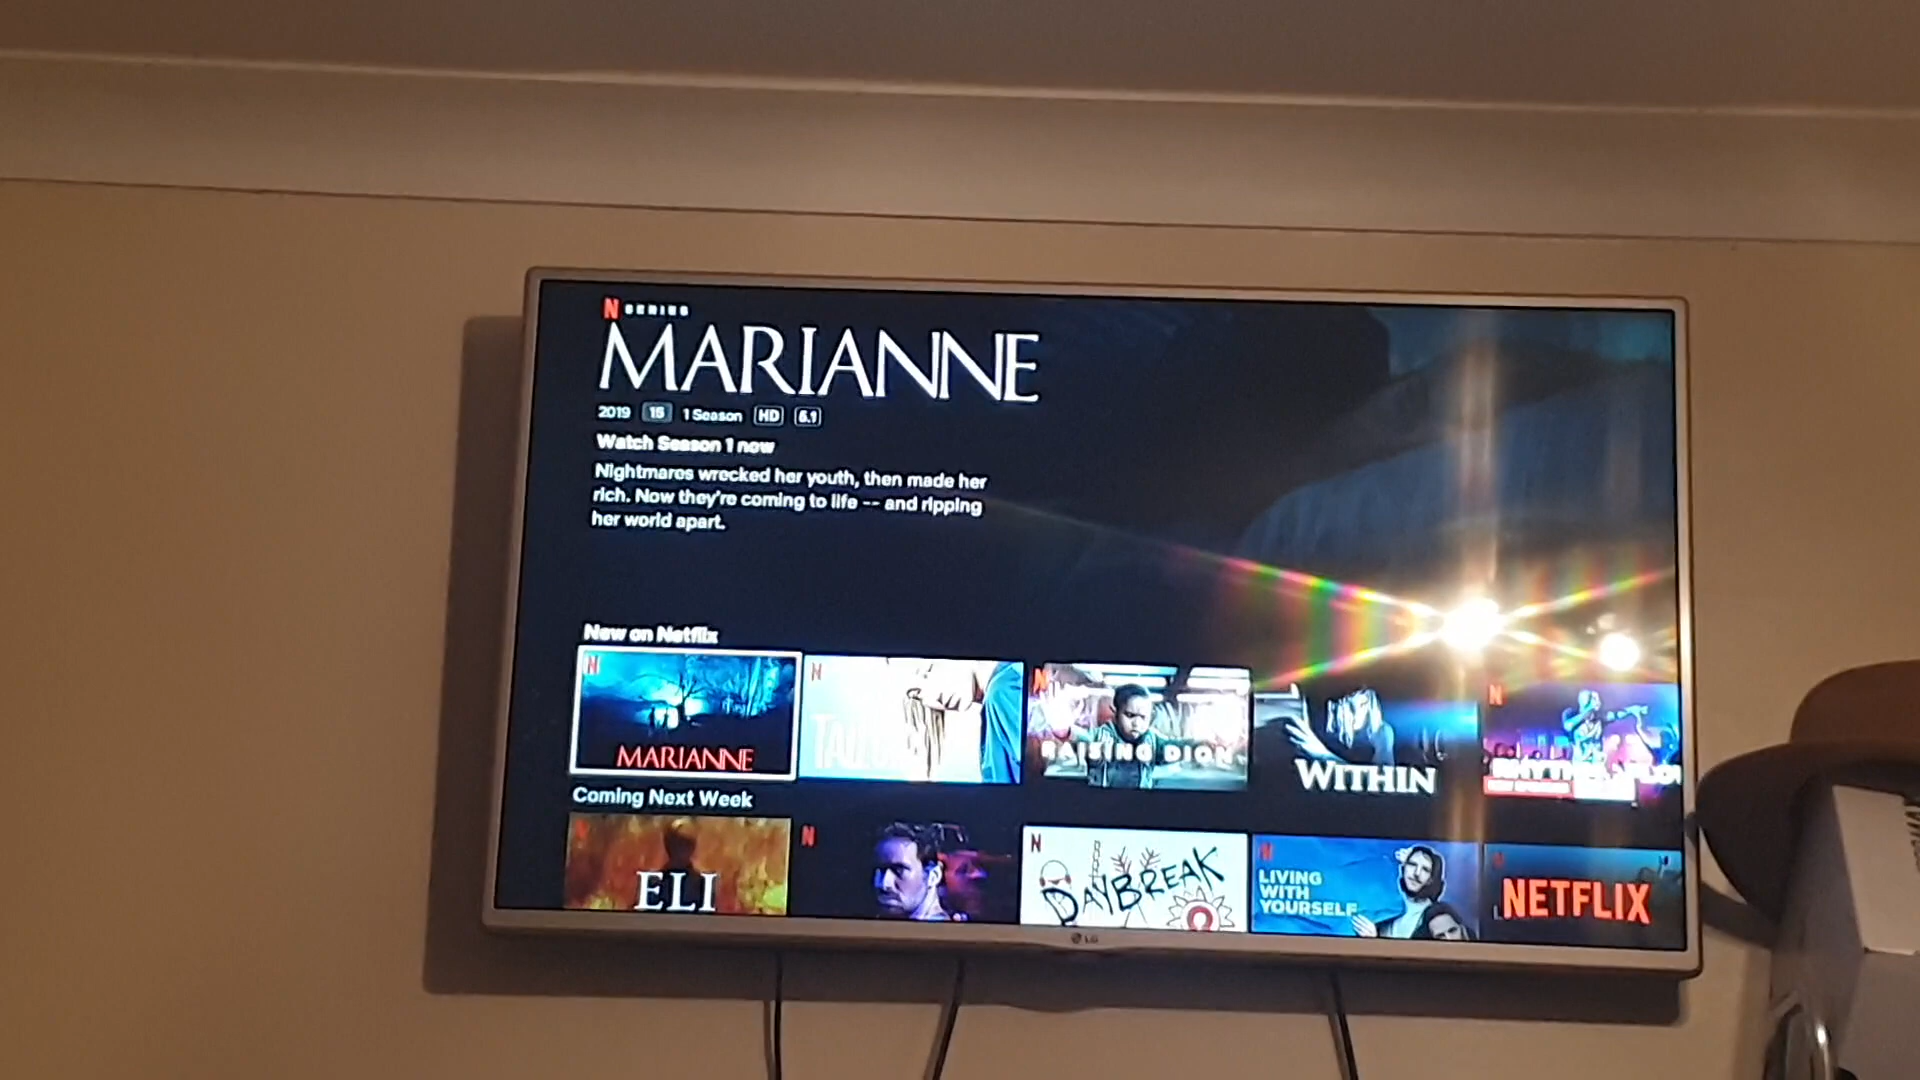 N SERIES
MARIANNE
2019 15 1 Season HD 5.1
Watch Season 1 now
Nightmares wrecked her youth, then made her
rich. Now they're coming to life -- and ripping
her world apart.
New on Netflix
N
MARIANNE
N
N
RAISING DION
WITHIN
N
Coming Next Week
N
ELI
N
N
DAYBREAK
N
LIVING
WITH
YOURSELF
N
NETFLIX
LG